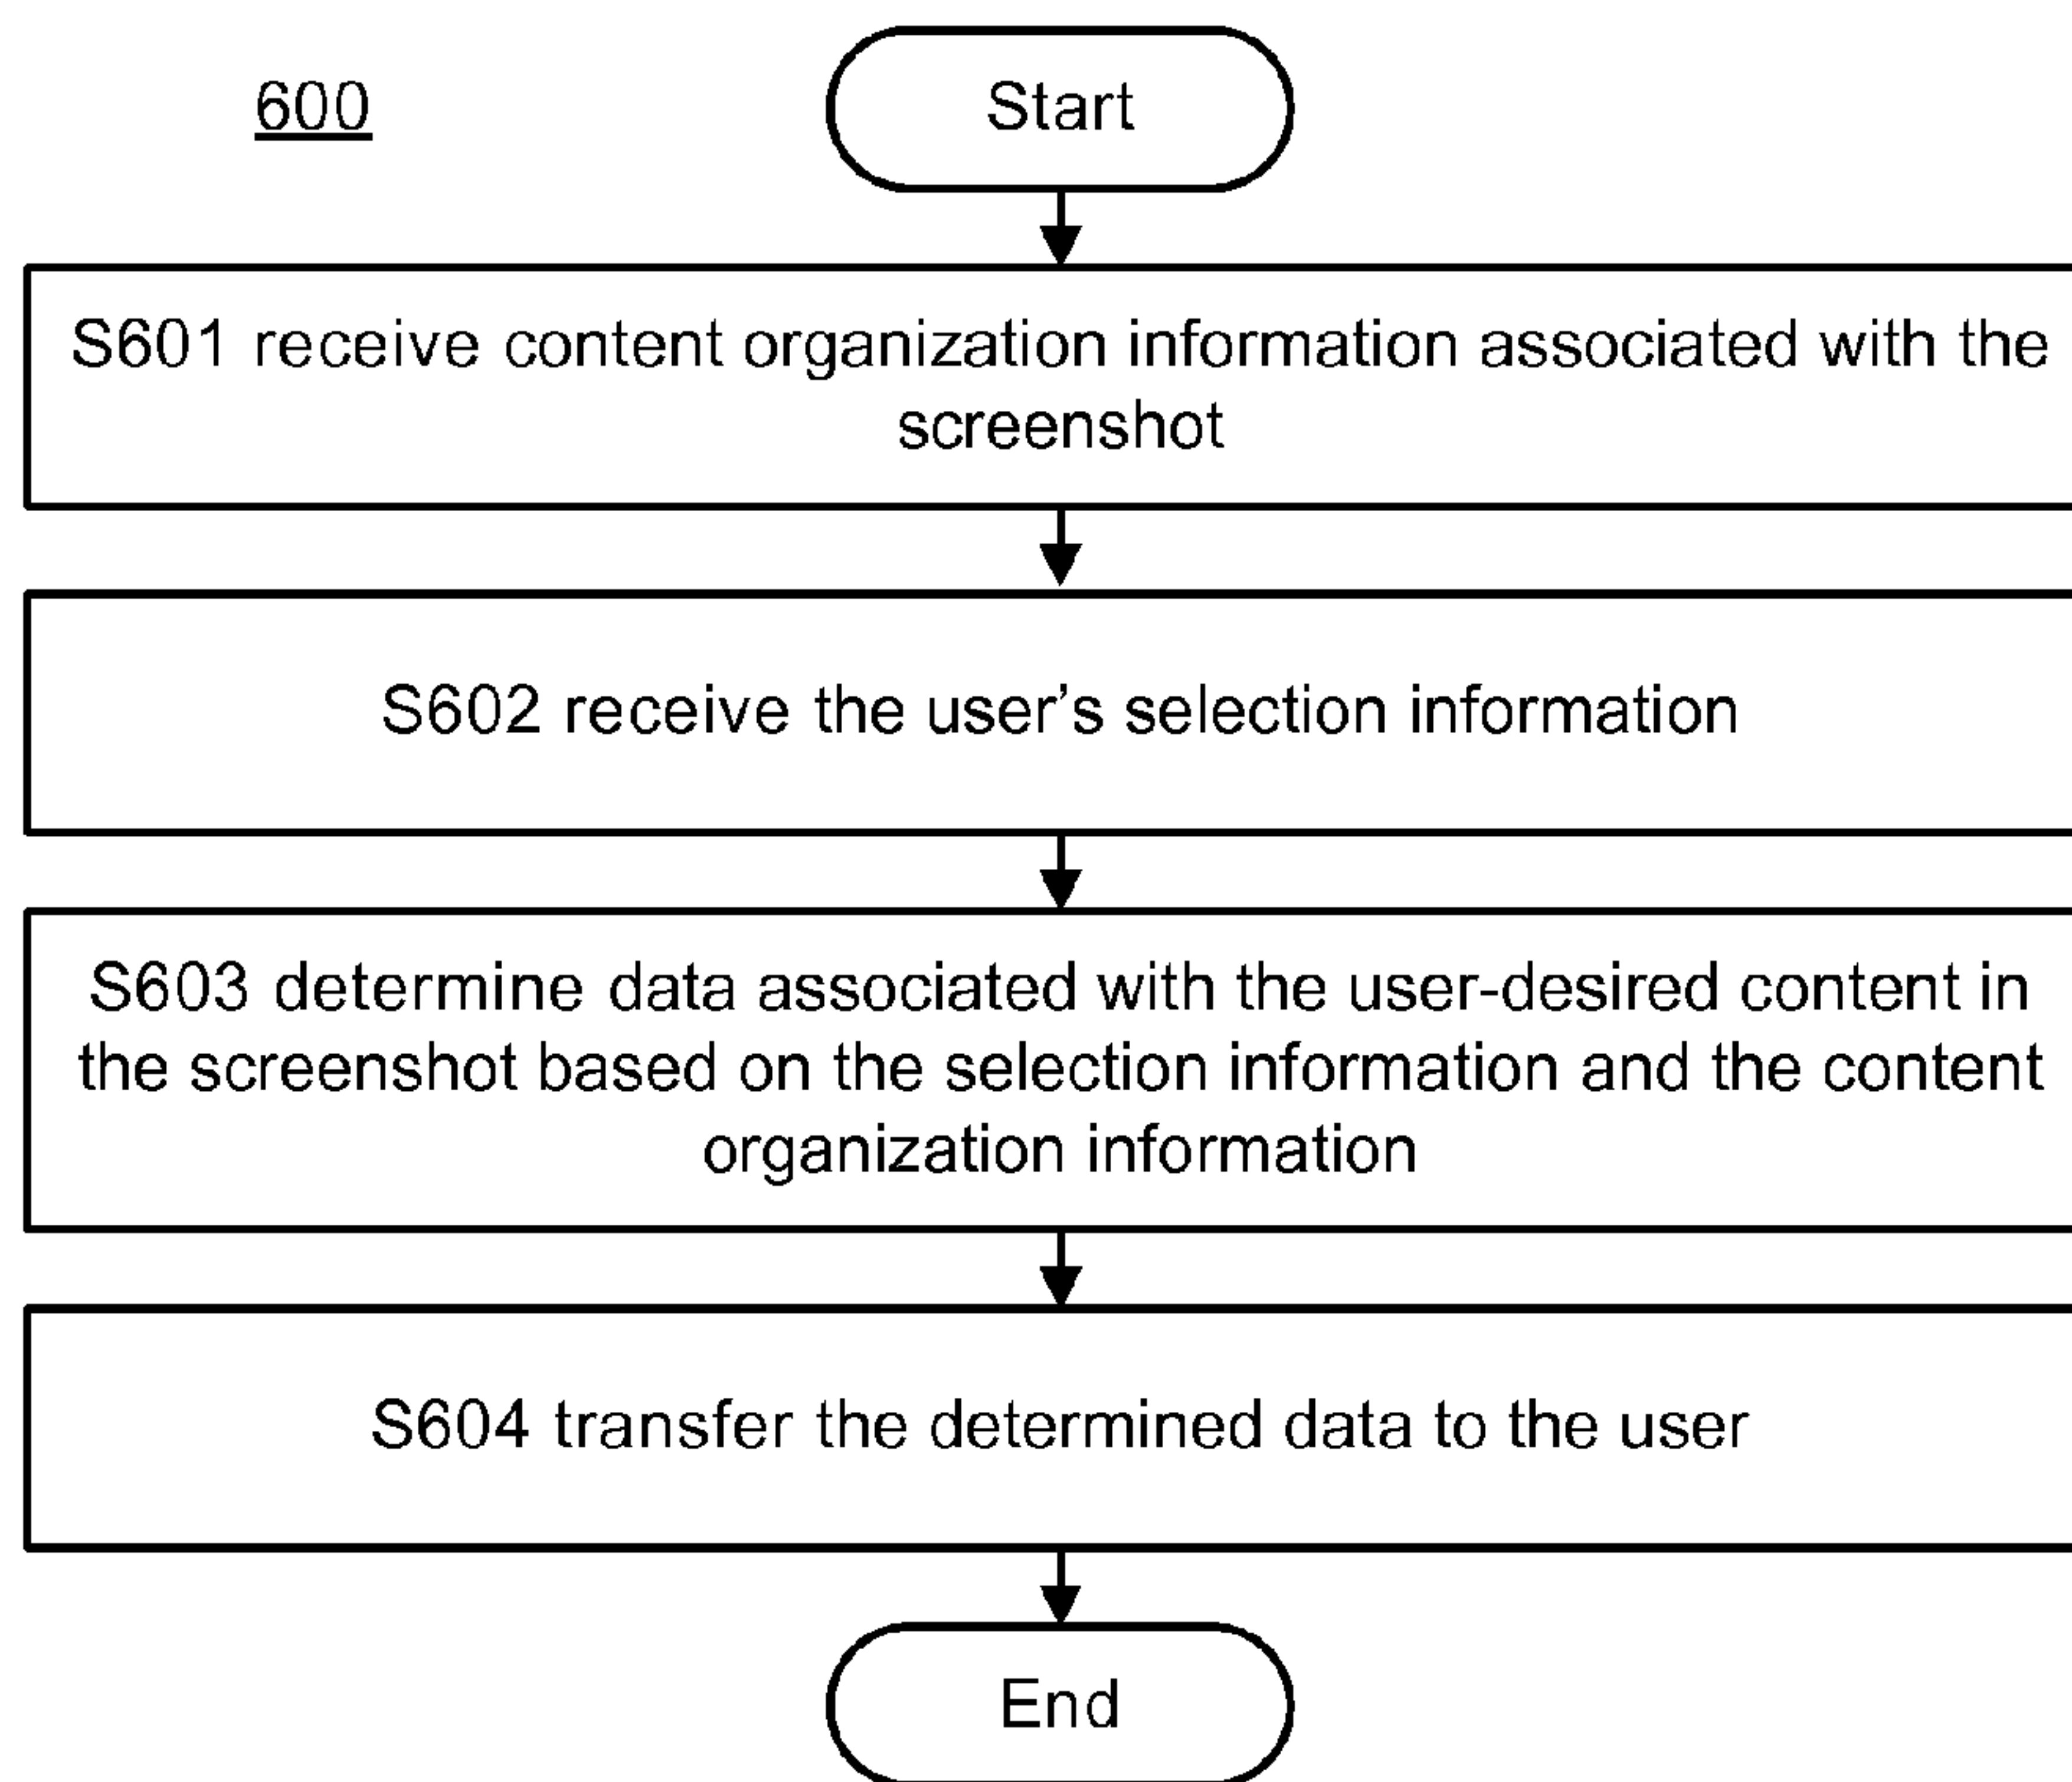 600
Start
S601 receive content organization information associated with the
screenshot
S602 receive the user’s selection information
S603 determine data associated with the user-desired content in
the screenshot based on the selection information and the content
organization information
S604 transfer the determined data to the user
End